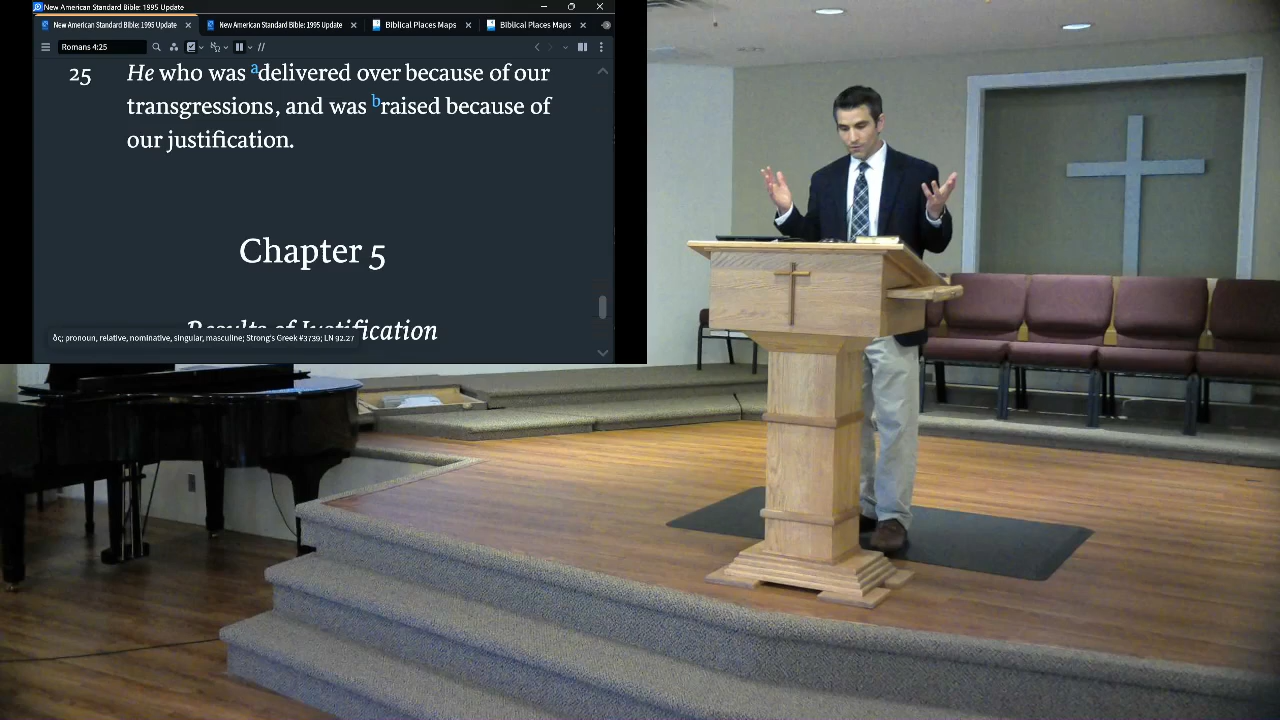 New American Standard Bible: 1995 Update
New American Standard Bible: 1995 Update
New American Standard Bible: 1995 Update
Biblical Places Maps
Biblical Places Maps
Romans 4:25
25 He who was adelivered over because of our
transgressions, and was braised because of
our justification.
Chapter 5
Results of Justification
ὅς; pronoun, relative, nominative, singular, masculine; Strong's Greek #3739; LN 92.27